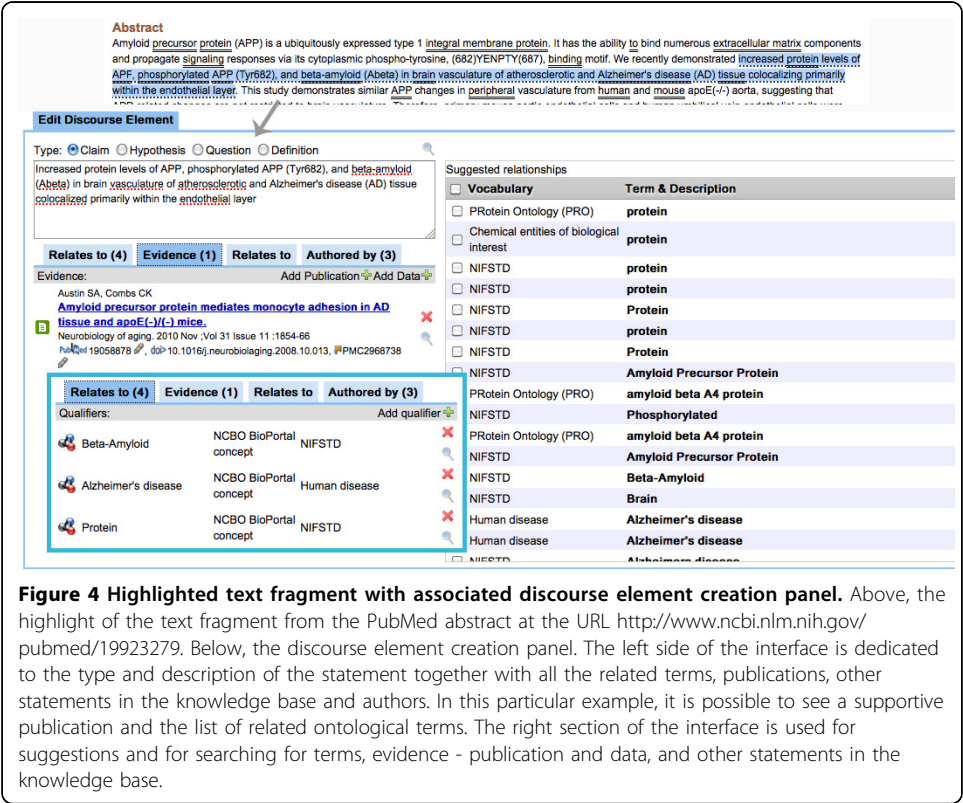 Abstract
Amyloid precursor protein (APP) is a ubiquitously expressed type 1 integral membrane protein. It has the ability to bind numerous extracellular matrix components
and propagate signaling responses via its cytoplasmic phospho-tyrosine, (682)YENPTY(687), binding motif. We recently demonstrated increased protein levels of
APP, phosphorylated APP (Tyr682), and beta-amyloid (Abeta) in brain vasculature of atherosclerotic and Alzheimer's disease (AD) tissue colocalizing primarily
within the endothelial layer. This study demonstrates similar APP changes in peripheral vasculature from human and mouse apoE(-/-) aorta, suggesting that
Edit Discourse Element
Type: Claim Hypothesis Question Definition
Increased protein levels of APP, phosphorylated APP (Tyr682), and beta-amyloid
(Abeta) in brain vasculature of atherosclerotic and Alzheimer's disease (AD) tissue
colocalized primarily within the endothelial layer
Relates to (4) Evidence (1) Relates to Authored by (3)
Evidence: Add Publication Add Data
Austin SA, Combs CK
Amyloid precursor protein mediates monocyte adhesion in AD
tissue and apoE(-)/(-) mice.
Neurobiology of aging. 2010 Nov ;Vol 31 Issue 11 :1854-66
PubMed 19058878 , doi> 10.1016/j.neurobiolaging.2008.10.013, PMC2968738
Relates to (4) Evidence (1) Relates to Authored by (3)
Qualifiers: Add qualifier
Beta-Amyloid NCBO BioPortal concept NIFSTD
Alzheimer's disease NCBO BioPortal concept Human disease
Protein NCBO BioPortal concept NIFSTD
Suggested relationships
Vocabulary Term & Description
PRotein Ontology (PRO) protein
Chemical entities of biological
interest protein
NIFSTD protein
NIFSTD protein
NIFSTD Protein
NIFSTD protein
NIFSTD Protein
NIFSTD Amyloid Precursor Protein
PRotein Ontology (PRO) amyloid beta A4 protein
NIFSTD Phosphorylated
PRotein Ontology (PRO) amyloid beta A4 protein
NIFSTD Amyloid Precursor Protein
NIFSTD Beta-Amyloid
NIFSTD Brain
Human disease Alzheimer's disease
Human disease Alzheimer's disease
NIFSTD Alzheimers disease
Figure 4 Highlighted text fragment with associated discourse element creation panel. Above, the
highlight of the text fragment from the PubMed abstract at the URL http://www.ncbi.nlm.nih.gov/
pubmed/19923279. Below, the discourse element creation panel. The left side of the interface is dedicated
to the type and description of the statement together with all the related terms, publications, other
statements in the knowledge base and authors. In this particular example, it is possible to see a supportive
publication and the list of related ontological terms. The right section of the interface is used for
suggestions and for searching for terms, evidence - publication and data, and other statements in the
knowledge base.